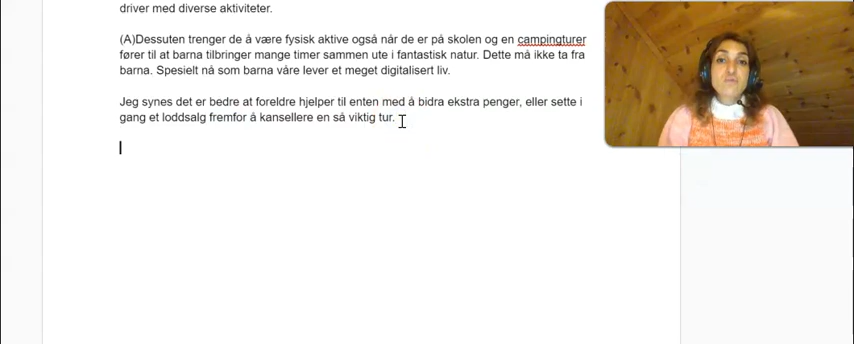 driver med diverse aktiviteter.
(A)Dessuten trenger de å være fysisk aktive også når de er på skolen og en campingturer
fører til at barna tilbringer mange timer sammen ute i fantastisk natur. Dette må ikke ta fra
barna. Spesielt nå som barna våre lever et meget digitalisert liv.
Jeg synes det er bedre at foreldre hjelper til enten med å bidra ekstra penger, eller sette i
gang et loddsalg fremfor å kansellere en så viktig tur.